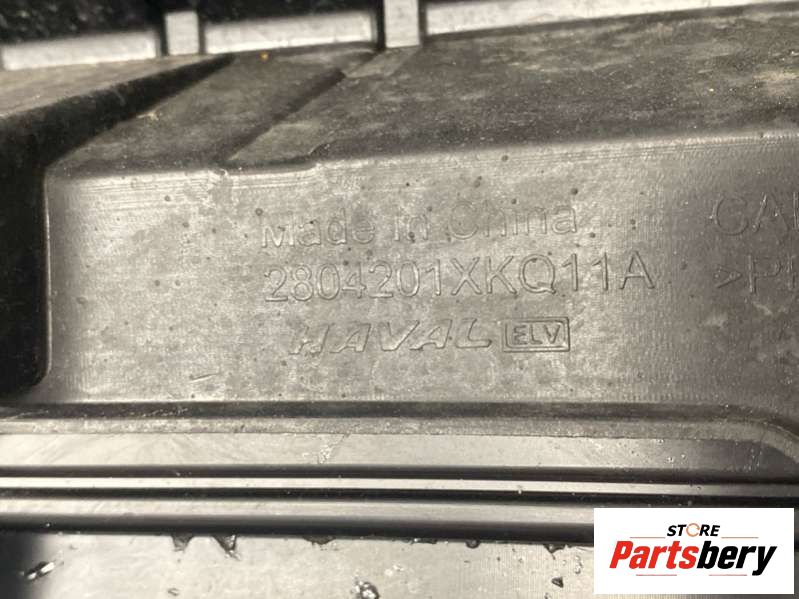 Made in China
2804201XKQ11A
HAVAL ELV
STORE
Partsbery